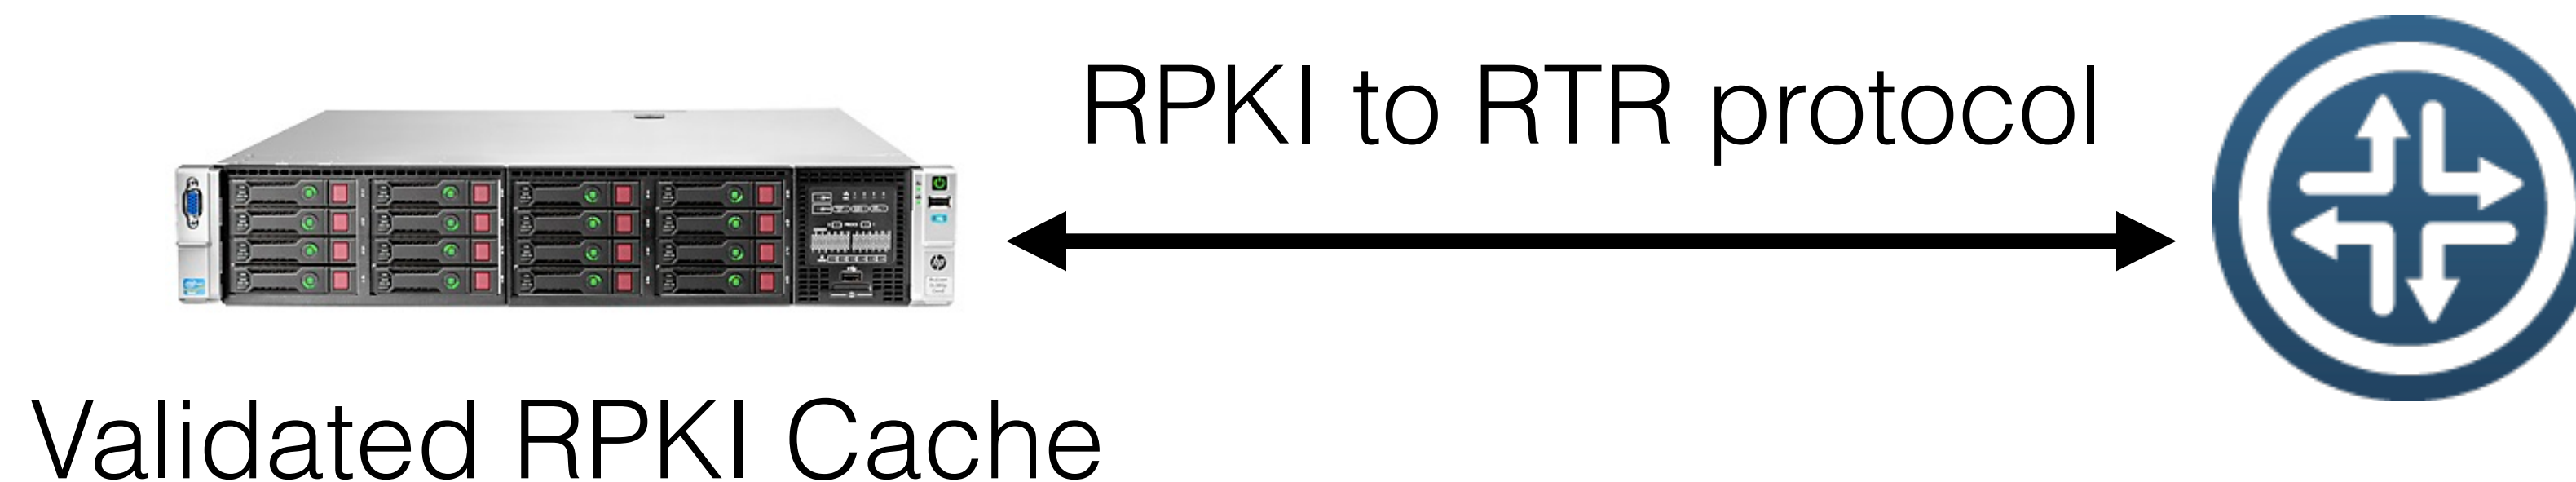 RPKI to RTR protocol
Validated RPKI Cache